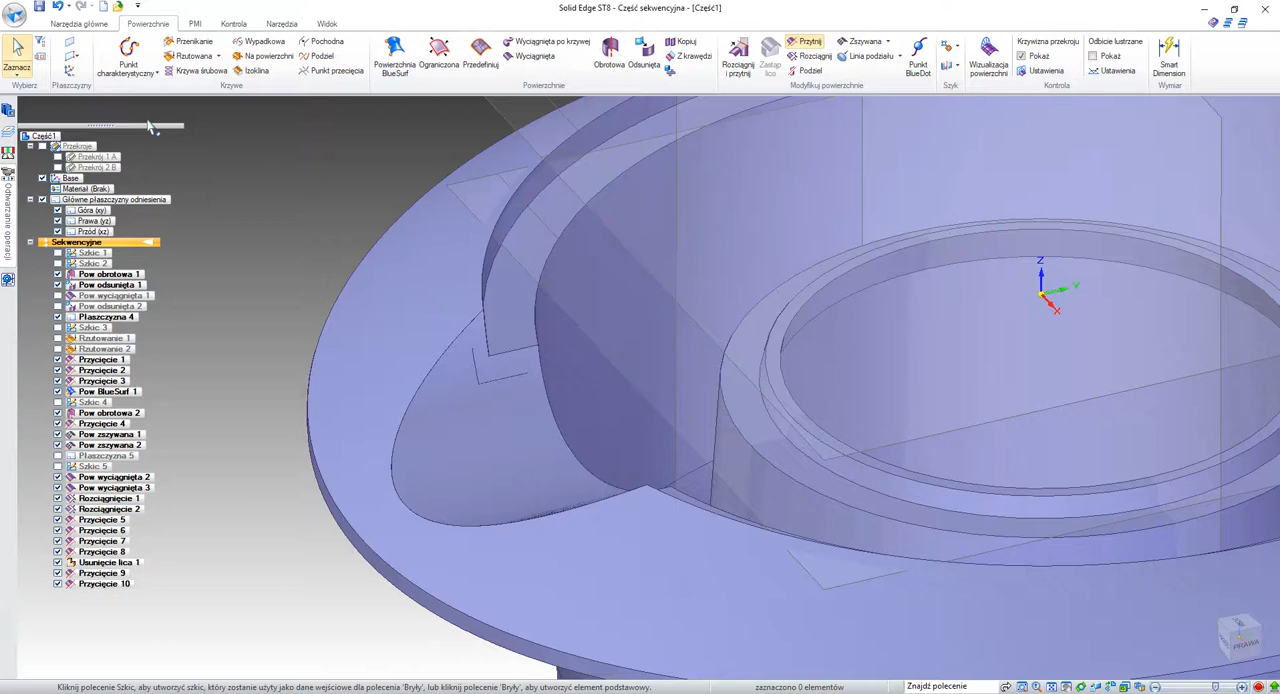 Solid Edge ST8 - Część sekwencyjna - [Część1]
Narzędzia główne Powierzchnie PMI Kontrola Narzędzia Widok
Zaznacz
Wybierz
Płaszczyzny
Punkt charakterystyczny
Przenikanie
Rzutowana
Krzywa śrubowa
Wypadkowa
Na powierzchni
Izoklina
Pochodna
Podziel
Punkt przecięcia
Krzywe
Powierzchnia BlueSurf
Ograniczona
Przedefiniuj
Wyciągnięta po krzywej
Wyciągnięta
Obrotowa
Odsunięta
Kopiuj
Z krawędzi
Powierzchnie
Rozciągnij i przytnij
Zastąp lico
Przytnij
Rozciągnij
Podziel
Zszywana
Linia podziału
Modyfikuj powierzchnie
Punkt BlueDot
Szyk
Wizualizacja powierzchni
Krzywizna przekroju
Pokaż
Ustawienia
Odbicie lustrzane
Pokaż
Ustawienia
Kontrola
Smart Dimension
Wymiar
Odtwarzanie operacji
Część1
Przekroje
Przekrój 1 A
Przekrój 2 B
Base
Materiał (Brak)
Główne płaszczyzny odniesienia
Góra (xy)
Prawa (yz)
Przód (xz)
Sekwencyjne
Szkic 1
Szkic 2
Pow obrotowa 1
Pow odsunięta 1
Pow wyciągnięta 1
Pow odsunięta 2
Płaszczyzna 4
Szkic 3
Rzutowanie 1
Rzutowanie 2
Przycięcie 1
Przycięcie 2
Przycięcie 3
Pow BlueSurf 1
Szkic 4
Pow obrotowa 2
Przycięcie 4
Pow zszywana 1
Pow zszywana 2
Płaszczyzna 5
Szkic 5
Pow wyciągnięta 2
Pow wyciągnięta 3
Rozciągnięcie 1
Rozciągnięcie 2
Przycięcie 5
Przycięcie 6
Przycięcie 7
Przycięcie 8
Usunięcie lica 1
Przycięcie 9
Przycięcie 10
Z
Y
X
PRAWA
Kliknij polecenie Szkic, aby utworzyć szkic, który zostanie użyty jako dane wejściowe dla polecenia 'Bryły', lub kliknij polecenie 'Bryły', aby utworzyć element podstawowy.
zaznaczono 0 elementów
Znajdź polecenie